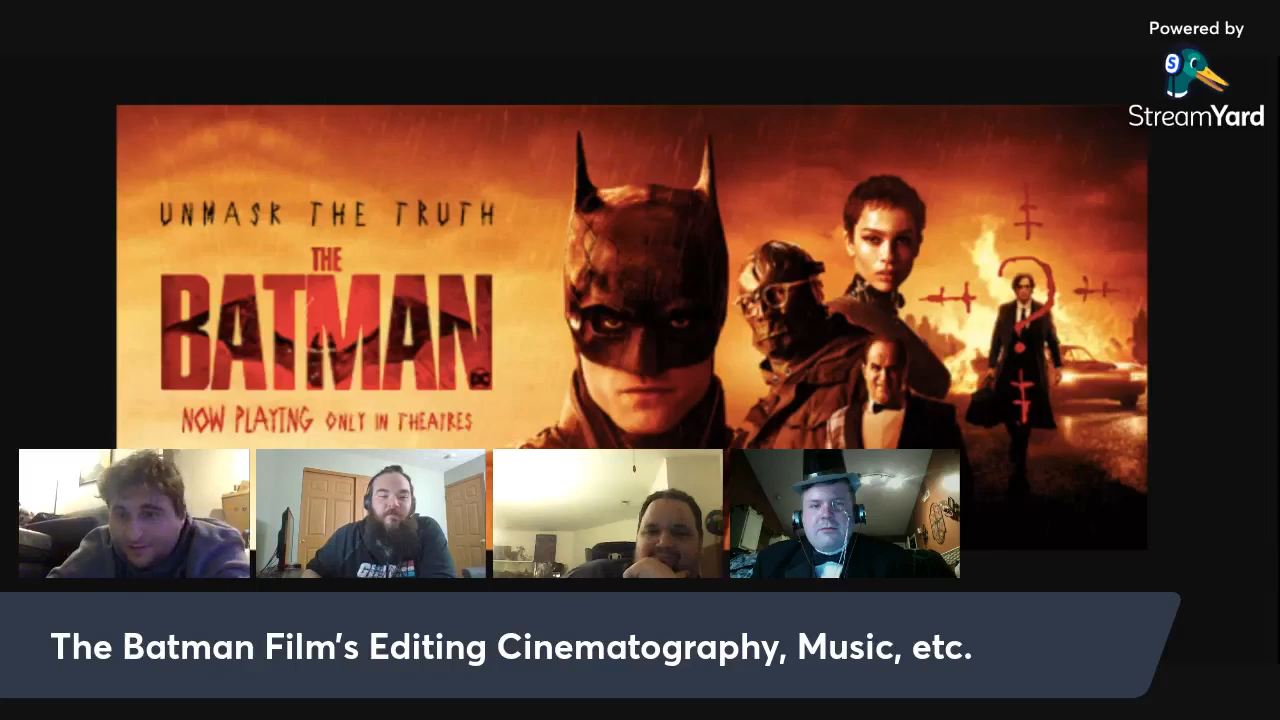 Powered by
S
StreamYard
UNMASK THE TRUTH
THE
BATMAN
DC
NOW PLAYING ONLY IN THEATRES
?
The Batman Film's Editing Cinematography, Music, etc.